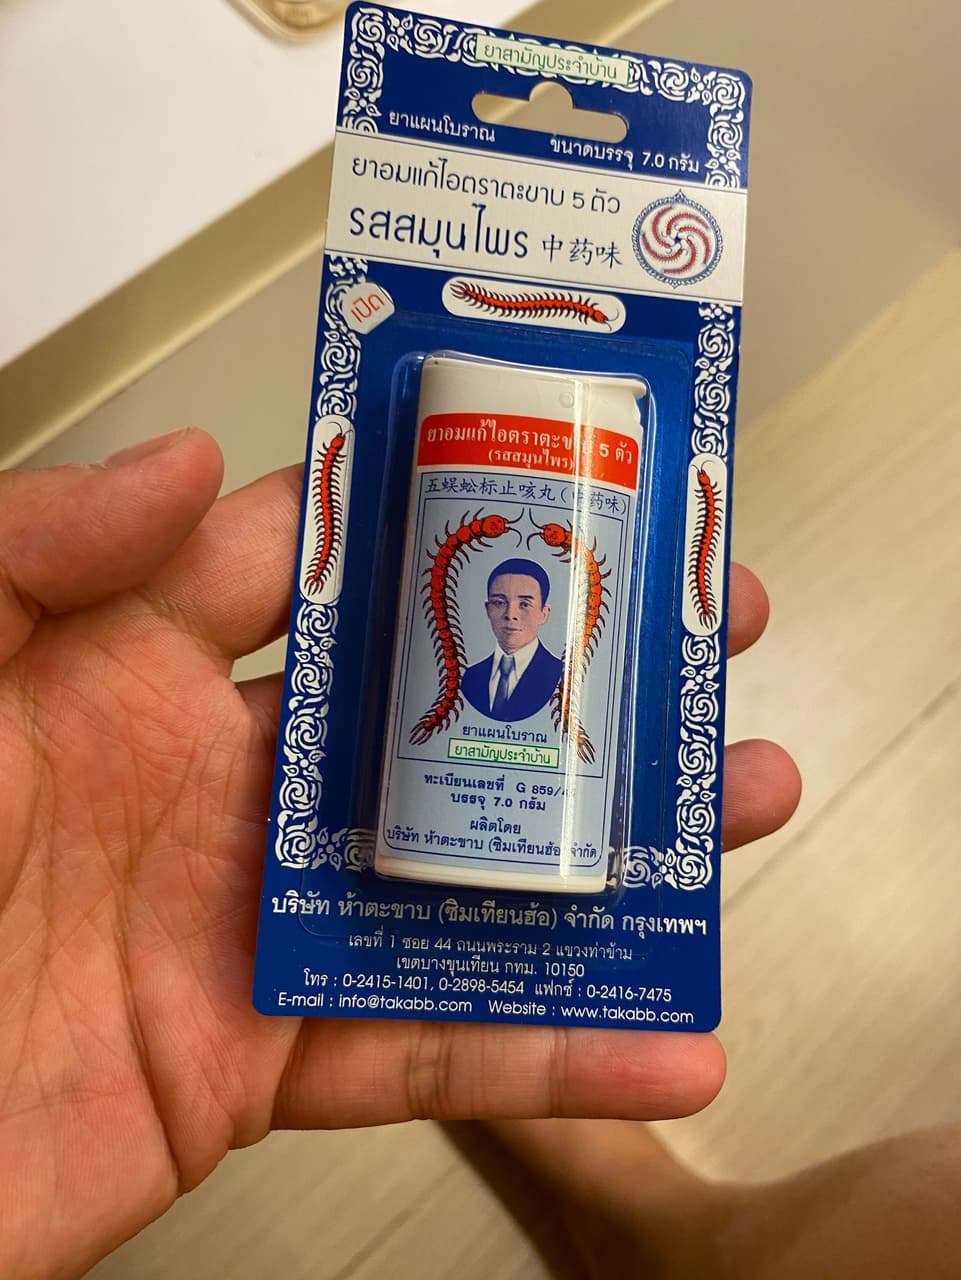 ยาสามัญประจำบ้าน
ยาแผนโบราณ
ขนาดบรรจุ 7.0 กรัม
ยาอมแก้ไอตราตะขาบ 5 ตัว
รสสมุนไพร 中药味
เปิด
ยาอมแก้ไอตราตะขาบ 5 ตัว
(รสสมุนไพร)
五蜈蚣标止咳丸(中药味)
ยาแผนโบราณ
ยาสามัญประจำบ้าน
ทะเบียนเลขที่ G 859/
บรรจุ 7.0 กรัม
ผลิตโดย
บริษัท ห้าตะขาบ (ซิมเทียนฮ้อ) จำกัด
บริษัท ห้าตะขาบ (ซิมเทียนฮ้อ) จำกัด กรุงเทพฯ
เลขที่ 1 ซอย 44 ถนนพระราม 2 แขวงท่าข้าม
เขตบางขุนเทียน กทม. 10150
โทร : 0-2415-1401, 0-2898-5454 แฟกซ์ : 0-2416-7475
E-mail : info@takabb.com Website : www.takabb.com